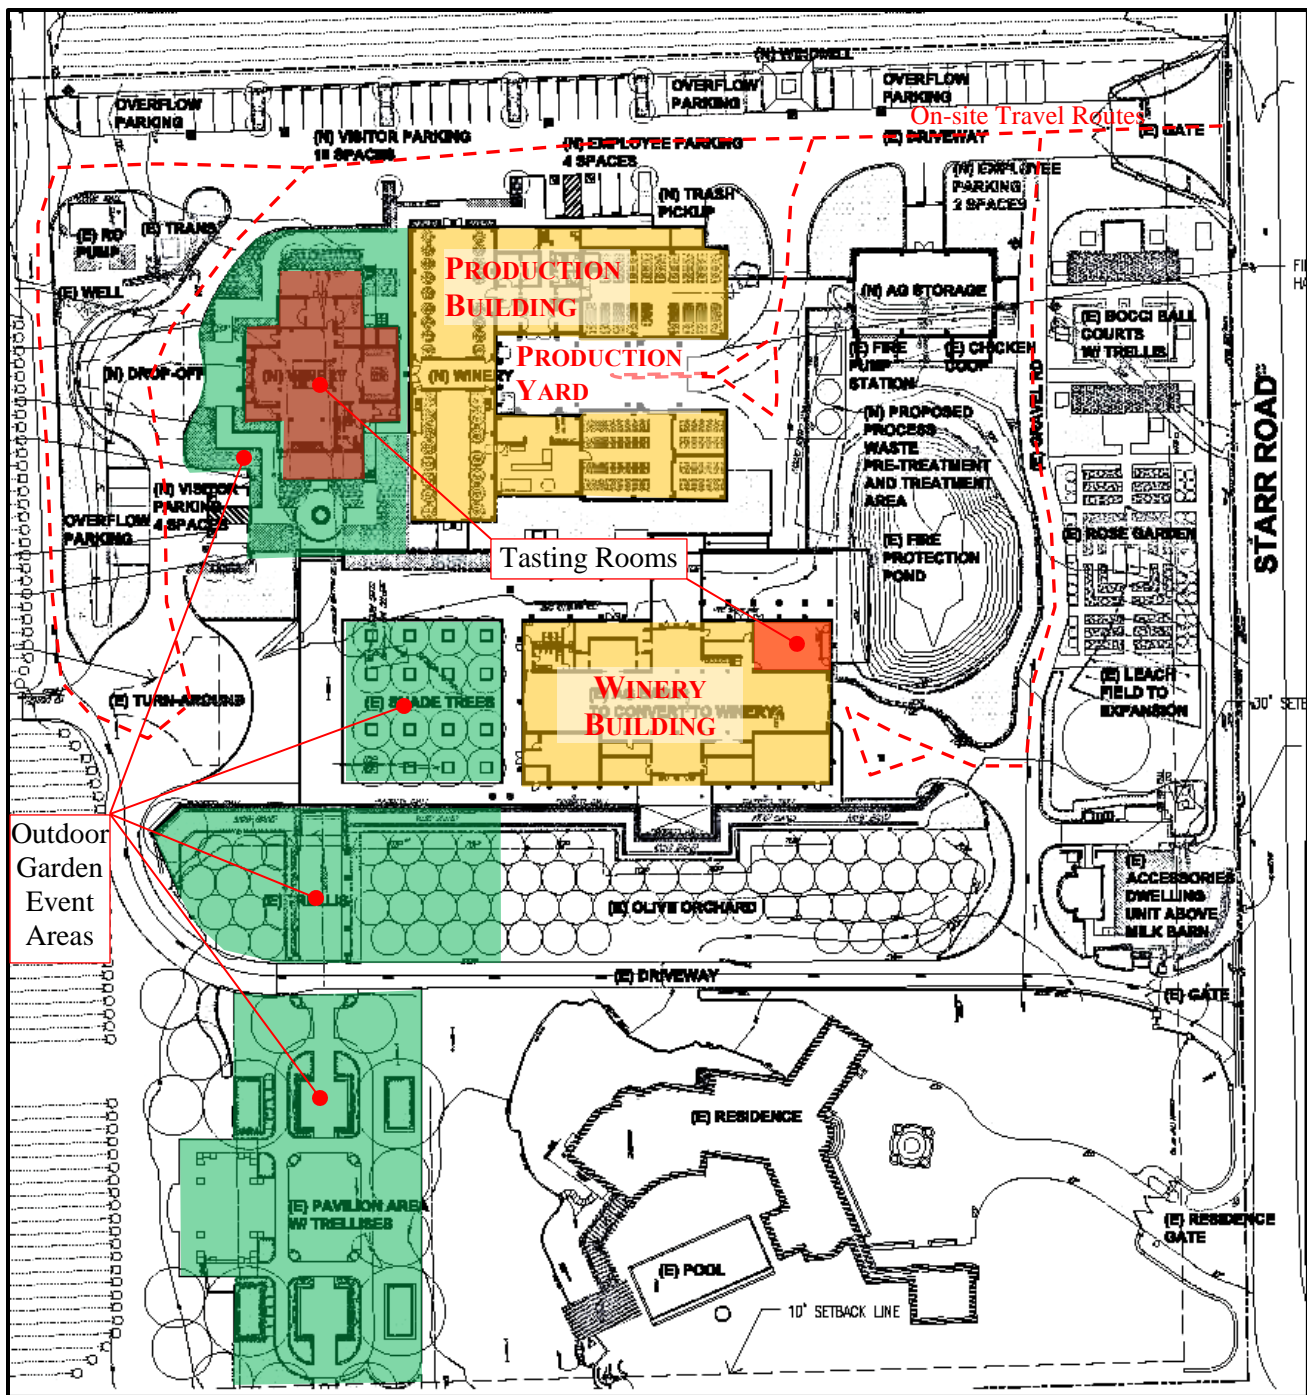 (N) WINDMILL
OVERFLOW
PARKING
OVERFLOW
PARKING
OVERFLOW
PARKING
On-site Travel Routes
(N) VISITOR PARKING
18 SPACES
(N) EMPLOYEE PARKING
4 SPACES
(E) DRIVEWAY
(E) GATE
(N) EMPLOYEE
PARKING
2 SPACES
(N) TRASH
PICKUP
(E) RO
PUMP
(E) TRANS
(E) WELL
PRODUCTION
BUILDING
(N) AG STORAGE
(E) BOCCI BALL
COURTS
W/ TRELLIS
(N) DROP-OFF
(N) WINERY
(N) WINERY
PRODUCTION
YARD
(E) FIRE
PUMP
STATION
(E) CHICKEN
COOP
(E) GRAVEL RD
STARR ROAD
(N) PROPOSED
PROCESS
WASTE
PRE-TREATMENT
AND TREATMENT
AREA
(N) VISITOR
PARKING
4 SPACES
OVERFLOW
PARKING
(E) FIRE
PROTECTION
POND
(E) ROSE GARDEN
Tasting Rooms
(E) TURN-AROUND
(E) SHADE TREES
WINERY
BUILDING
TO CONVERT TO WINERY
(E) LEACH
FIELD TO
EXPANSION
30' SETB
Outdoor
Garden
Event
Areas
(E) TRELLIS
(E) OLIVE ORCHARD
(E)
ACCESSORIES
DWELLING
UNIT ABOVE
MILK BARN
(E) DRIVEWAY
(E) GATE
(E) RESIDENCE
(E) PAVILION AREA
W/ TRELLISES
(E) RESIDENCE
GATE
(E) POOL
10' SETBACK LINE